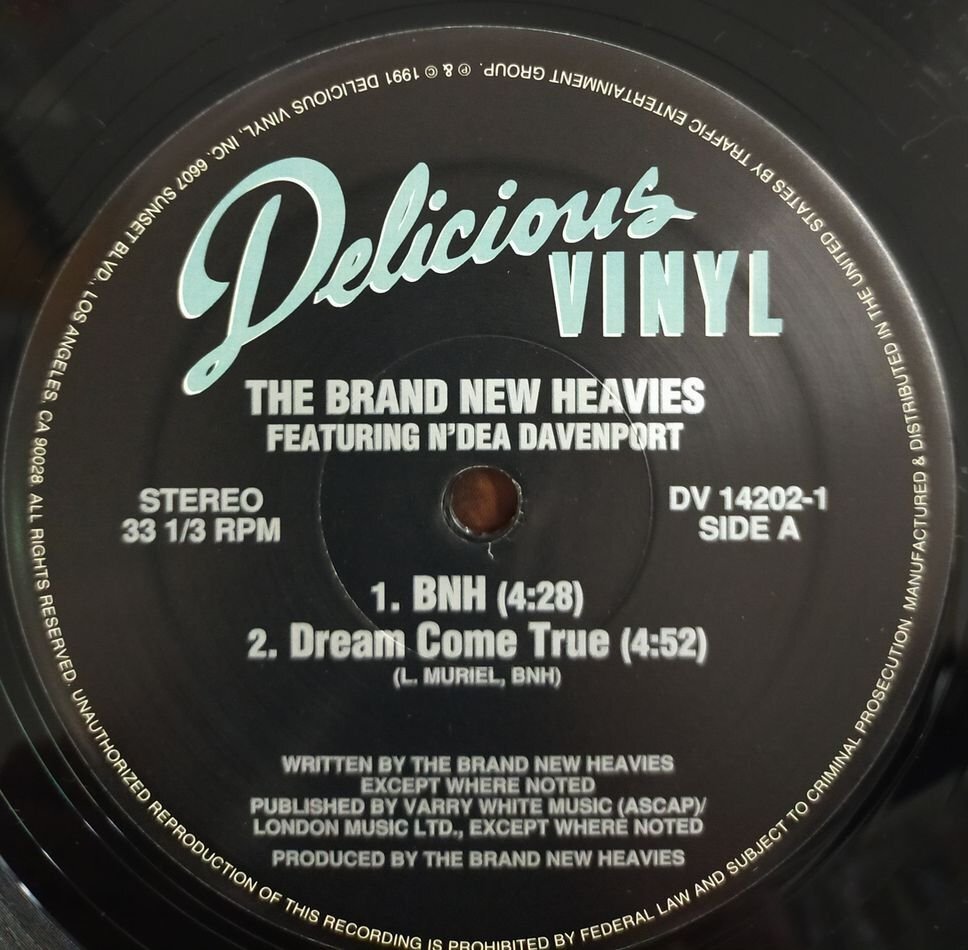 Delicious
VINYL
THE BRAND NEW HEAVIES
FEATURING N'DEA DAVENPORT
STEREO
33 1/3 RPM
DV 14202-1
SIDE A
1. BNH (4:28)
2. Dream Come True (4:52)
(L. MURIEL, BNH)
WRITTEN BY THE BRAND NEW HEAVIES
EXCEPT WHERE NOTED
PUBLISHED BY VARRY WHITE MUSIC (ASCAP)/
LONDON MUSIC LTD., EXCEPT WHERE NOTED
PRODUCED BY THE BRAND NEW HEAVIES
℗ & © 1991 DELICIOUS VINYL, INC. 6607 SUNSET BLVD. LOS ANGELES, CA 90028 ALL RIGHTS RESERVED. UNAUTHORIZED REPRODUCTION OF THIS RECORDING IS PROHIBITED BY FEDERAL LAW AND SUBJECT TO CRIMINAL PROSECUTION. MANUFACTURED & DISTRIBUTED IN THE UNITED STATES BY TRAFFIC ENTERTAINMENT GROUP.